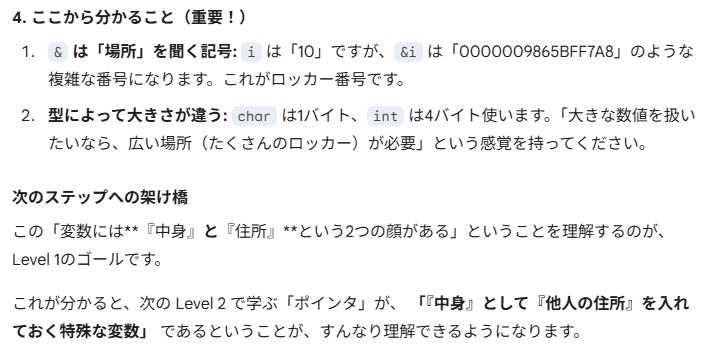 4. ここから分かること（重要！）
1. & は「場所」を聞く記号: i は「10」ですが、 &i は「0000009865BFF7A8」のような
複雑な番号になります。これがロッカー番号です。
2. 型によって大きさが違う: char は1バイト、 int は4バイト使います。「大きな数値を扱い
たいなら、広い場所（たくさんのロッカー）が必要」という感覚を持ってください。
次のステップへの架け橋
この「変数には**『中身』と『住所』**という2つの顔がある」ということを理解するのが、
Level 1のゴールです。
これが分かると、次の Level 2 で学ぶ「ポインタ」が、 「『中身』として『他人の住所』を入れ
ておく特殊な変数」 であるということが、すんなり理解できるようになります。